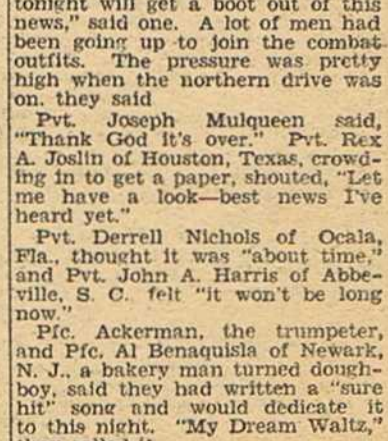 tonight will get a boot out of this
news," said one. A lot of men had
been going up to join the combat
outfits. The pressure was pretty
high when the northern drive was
on. they said
Pvt. Joseph Mulqueen said,
"Thank God it's over." Pvt. Rex
A. Joslin of Houston, Texas, crowd-
ing in to get a paper, shouted, "Let
me have a look—best news I've
heard yet."
Pvt. Derrell Nichols of Ocala,
Fla., thought it was "about time,"
and Pvt. John A. Harris of Abbe-
ville, S. C. felt "it won't be long
now."
Pfc. Ackerman, the trumpeter,
and Pfc. Al Benaquisla of Newark,
N. J., a bakery man turned dough-
boy, said they had written a "sure
hit" song and would dedicate it
to this night. "My Dream Waltz,"